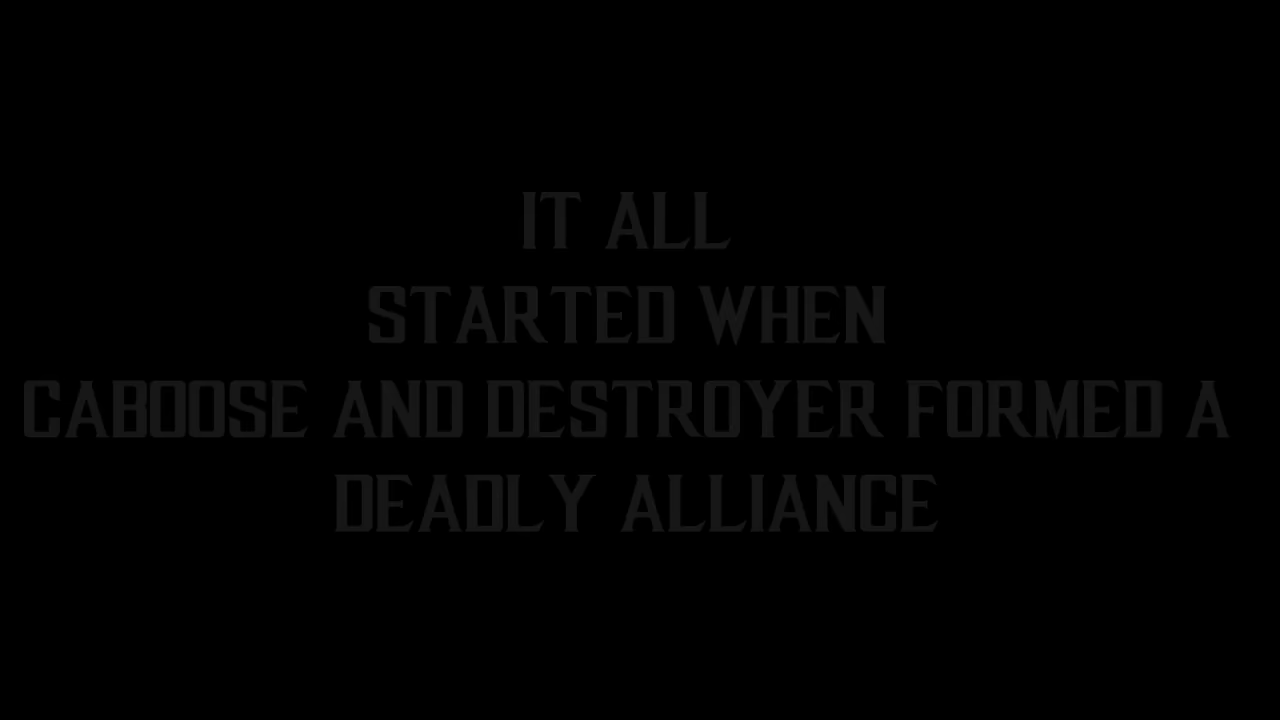 IT ALL
STARTED WHEN
CABOOSE AND DESTROYER FORMED A
DEADLY ALLIANCE